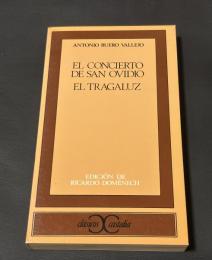 ANTONIO BUERO VALLEJO
EL CONCIERTO
DE SAN OVIDIO
EL TRAGALUZ
EDICIÓN DE
RICARDO DOMÉNECH
clásicos castalia